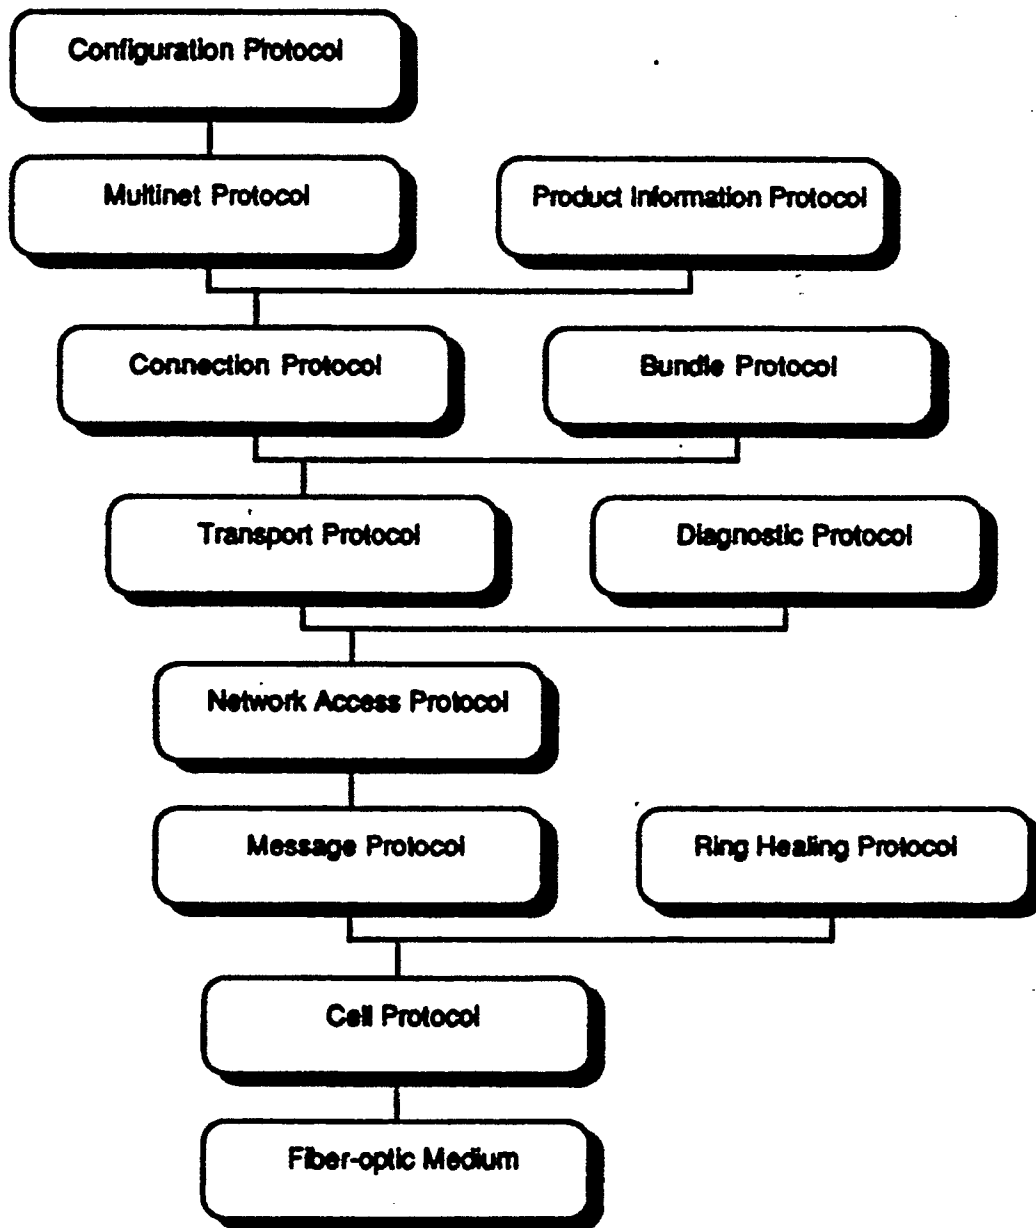 Configuration Protocol
Multinet Protocol
Product Information Protocol
Connection Protocol
Bundle Protocol
Transport Protocol
Diagnostic Protocol
Network Access Protocol
Message Protocol
Ring Healing Protocol
Cell Protocol
Fiber-optic Medium